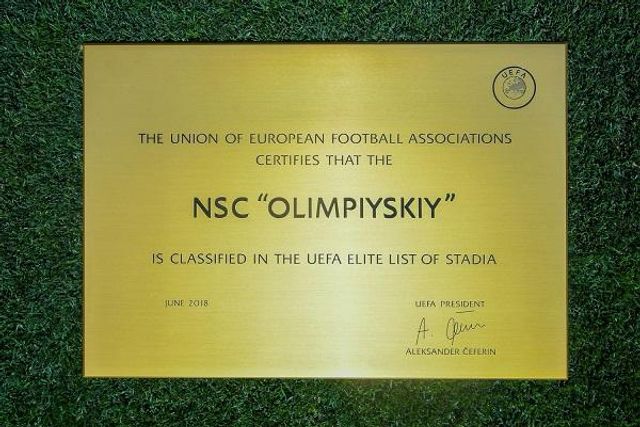 UEFA
THE UNION OF EUROPEAN FOOTBALL ASSOCIATIONS
CERTIFIES THAT THE
NSC "OLIMPIYSKIY"
IS CLASSIFIED IN THE UEFA ELITE LIST OF STADIA
JUNE 2018
UEFA PRESIDENT
A. Čeferin
ALEKSANDER ČEFERIN